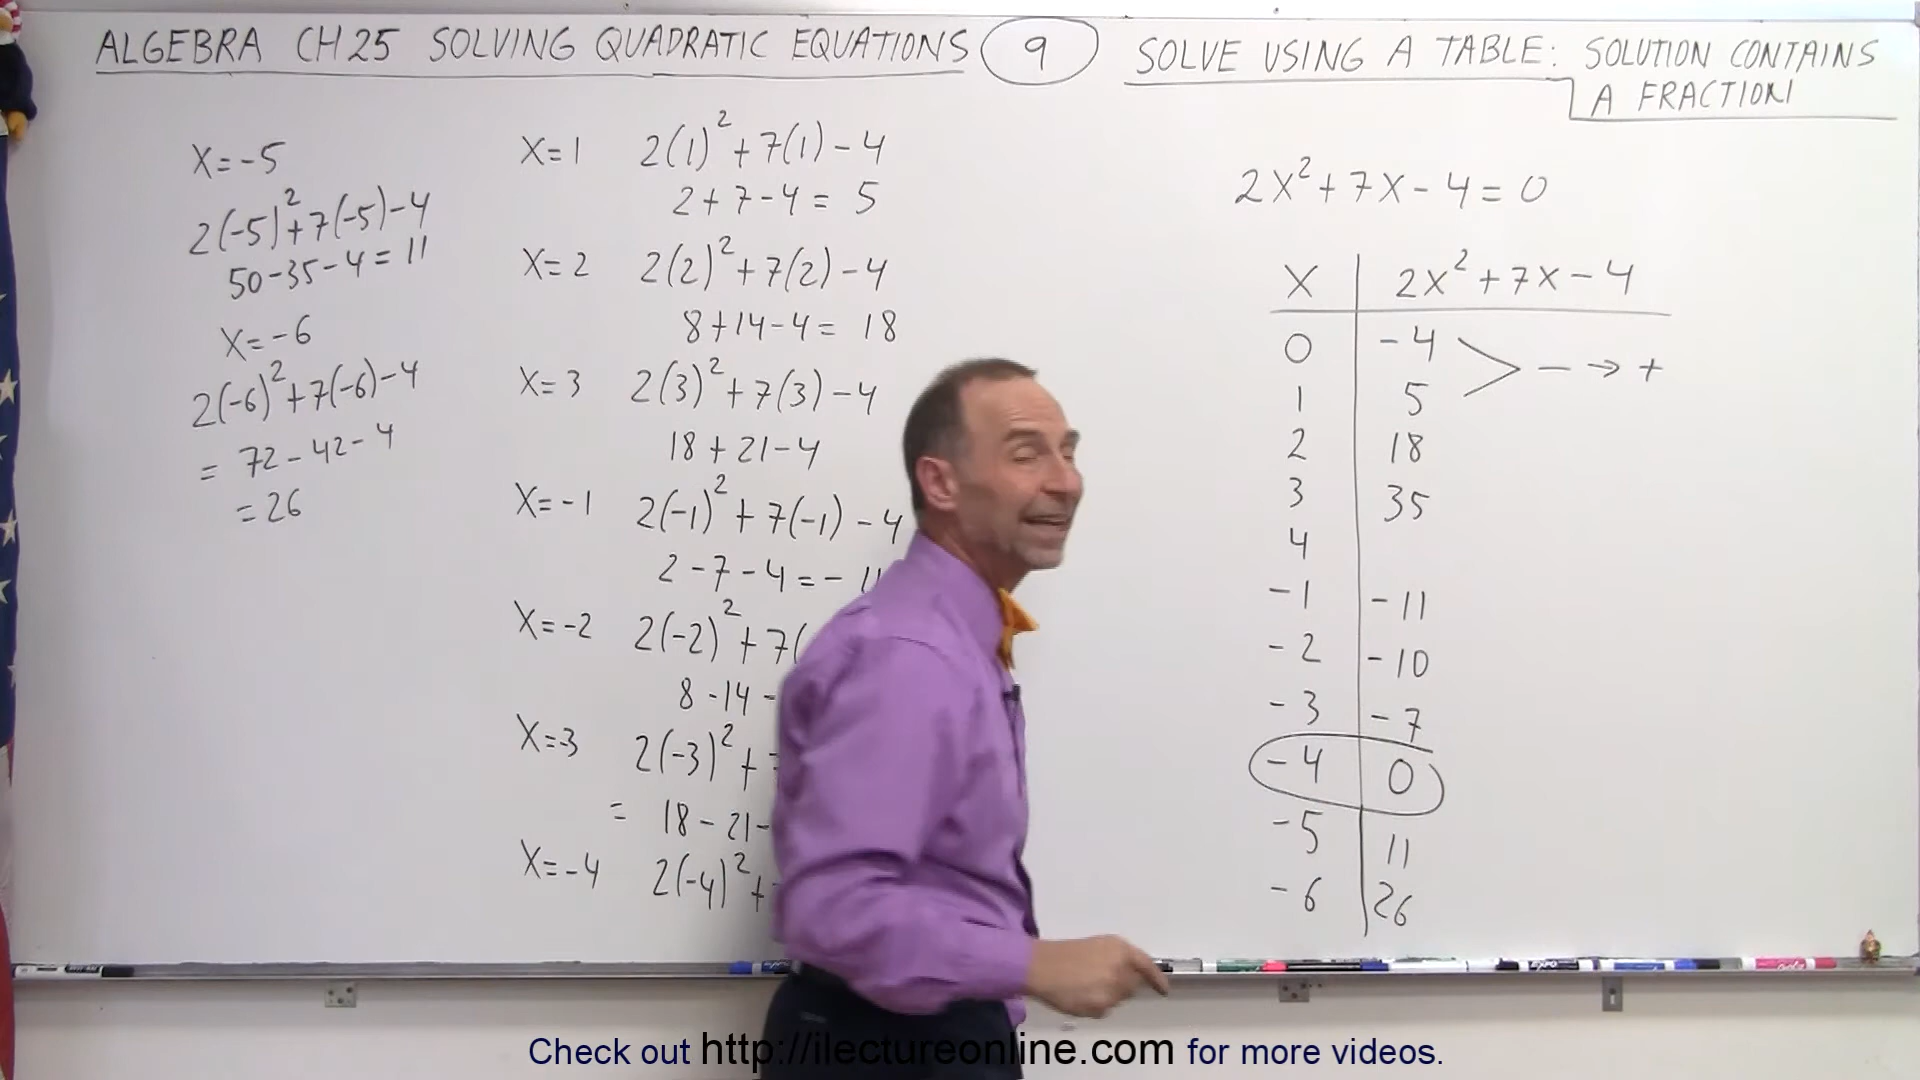 ALGEBRA CH 25 SOLVING QUADRATIC EQUATIONS 9 SOLVE USING A TABLE: SOLUTION CONTAINS
A FRACTION
X=-5
2(-5)²+7(-5)-4
50-35-4=11
X=-6
2(-6)²+7(-6)-4
= 72-42-4
=26
X=1 2(1)²+7(1)-4
2+7-4= 5
X=2 2(2)²+7(2)-4
8+14-4= 18
X=3 2(3)²+7(3)-4
18+21-4
X=-1 2(-1)²+7(-1)-4
2-7-4=-11
X=-2 2(-2)²+7(
8-14-
X=-3 2(-3)²+
= 18-21-
X=-4 2(-4)²+
2X²+7X-4=0
X 2X²+7X-4
0 -4 - → +
1 5
2 18
3 35
4
-1 -11
-2 -10
-3 -7
-4 0
-5 11
-6 26
Check out http://ilectureonline.com for more videos.